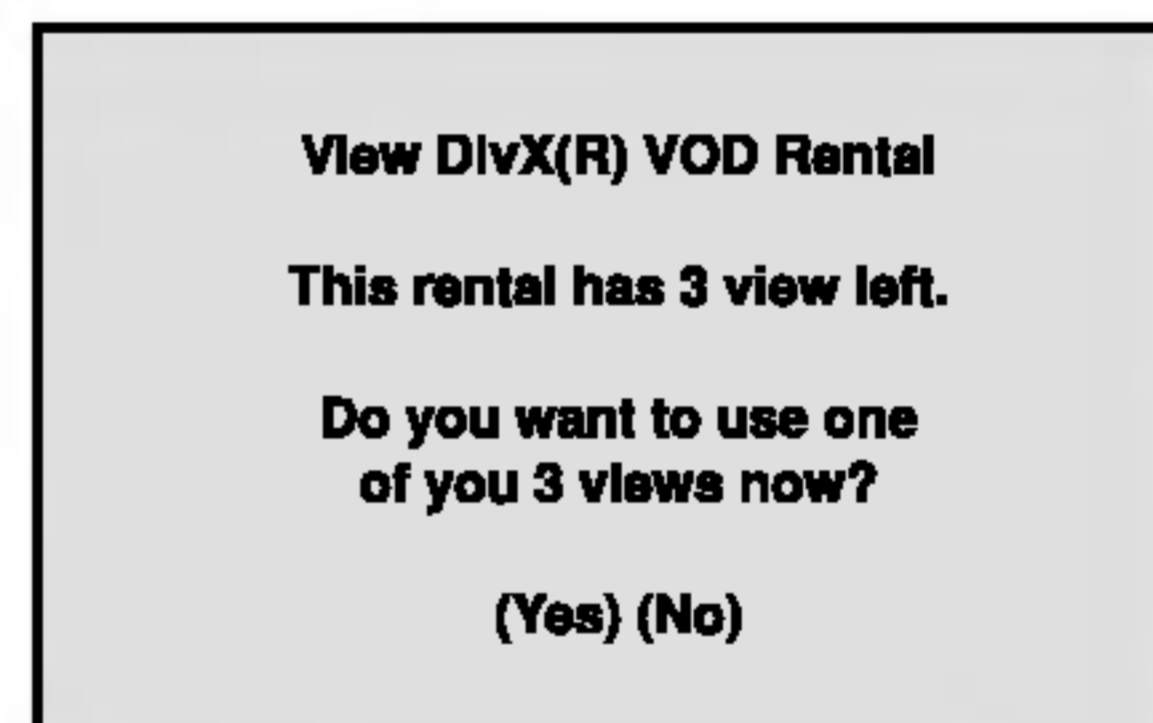 View DivX(R) VOD Rental
This rental has 3 view left.
Do you want to use one
of you 3 views now?
(Yes) (No)